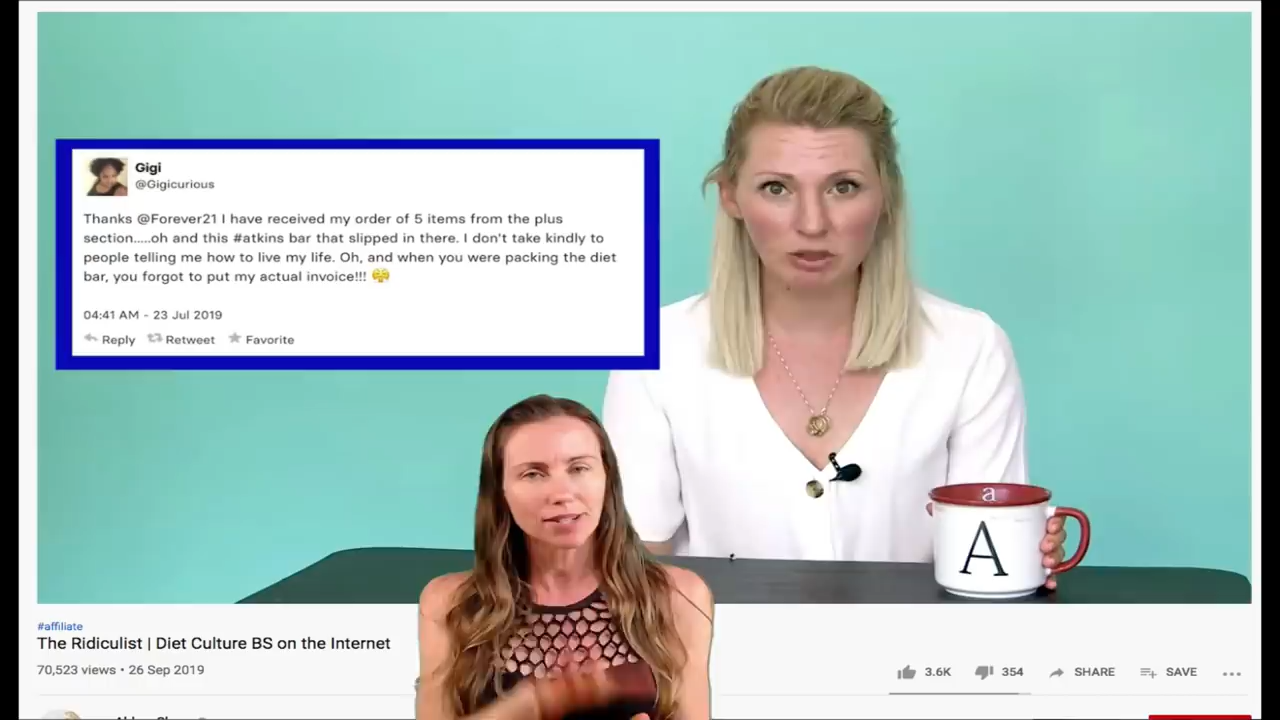 Gigi
@Gigicurious
Thanks @Forever21 I have received my order of 5 items from the plus
section.....oh and this #atkins bar that slipped in there. I don't take kindly to
people telling me how to live my life. Oh, and when you were packing the diet
bar, you forgot to put my actual invoice!!! 😤
04:41 AM - 23 Jul 2019
Reply Retweet Favorite
a
A
#affiliate
The Ridiculist | Diet Culture BS on the Internet
70,523 views • 26 Sep 2019
3.6K 354 SHARE SAVE